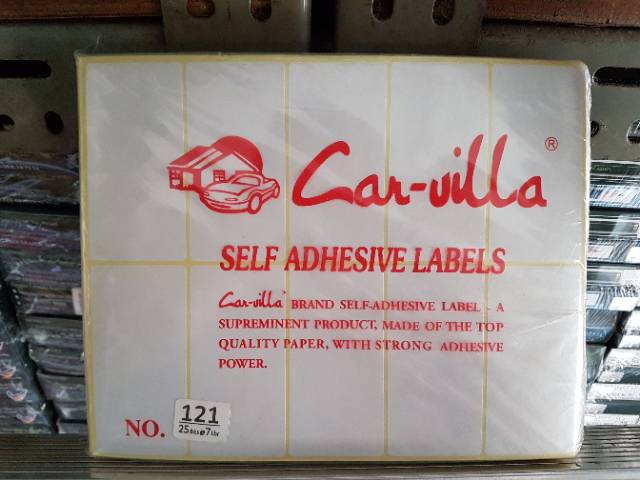 Car-villa ®
SELF ADHESIVE LABELS
Car-villa BRAND SELF-ADHESIVE LABEL - A
SUPREMINENT PRODUCT, MADE OF THE TOP
QUALITY PAPER, WITH STRONG ADHESIVE
POWER.
NO. 121